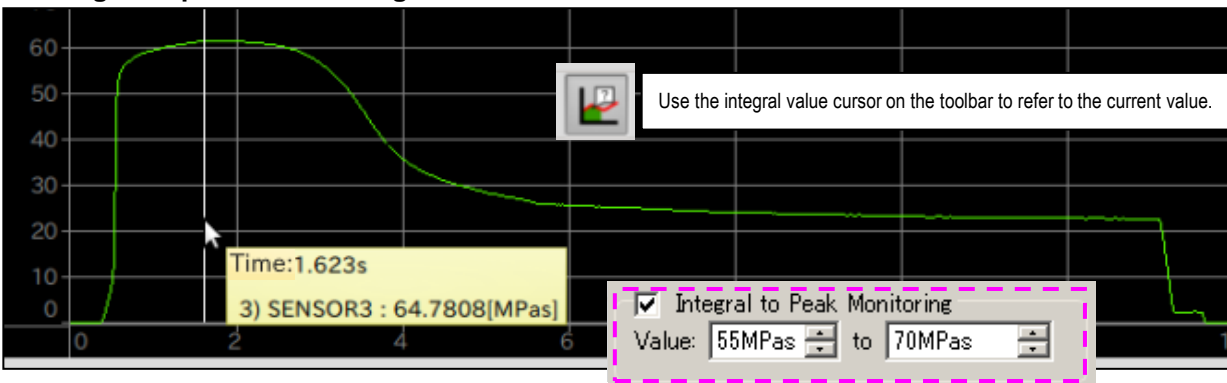 60
50
Use the integral value cursor on the toolbar to refer to the current value.
40
30
20
Time:1.623s
10
3) SENSOR3 : 64.7808[MPas]
Integral to Peak Monitoring
0
Value: 55MPas to 70MPas
0 2 4 6